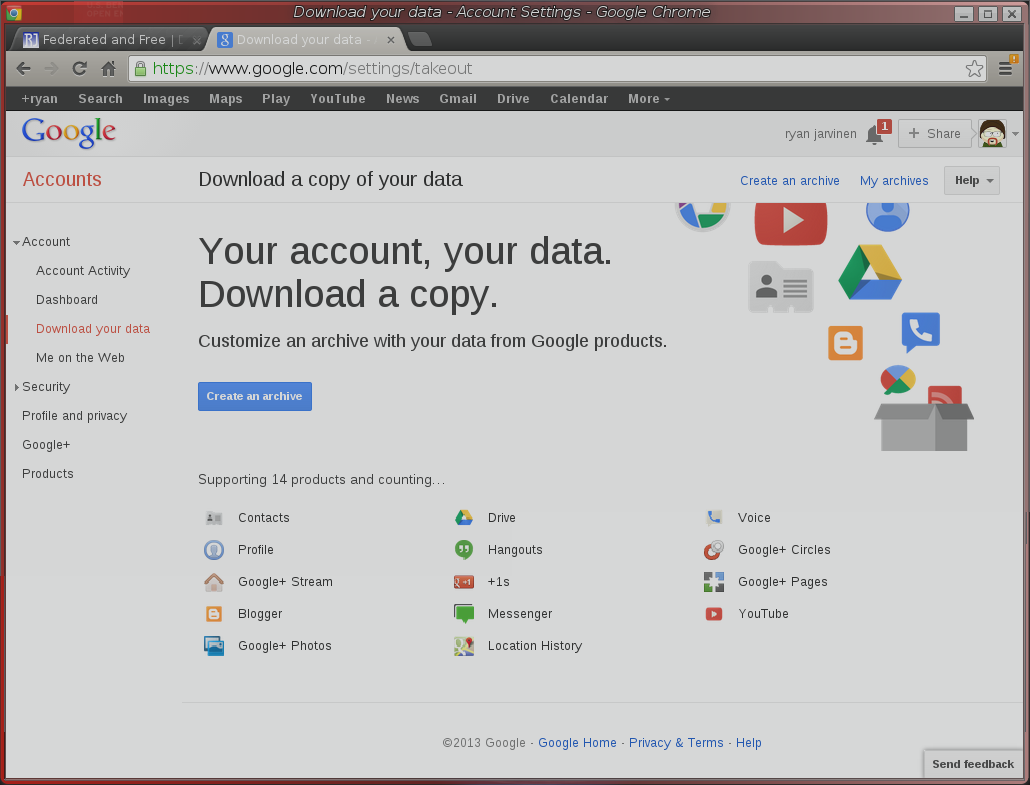 Download your data - Account Settings - Google Chrome
Federated and Free |
Download your data -
https://www.google.com/settings/takeout
+ryan Search Images Maps Play YouTube News Gmail Drive Calendar More
Google
ryan jarvinen 1 + Share
Accounts
Download a copy of your data
Create an archive My archives Help
Account
Account Activity
Dashboard
Download your data
Me on the Web
Security
Profile and privacy
Google+
Products
Your account, your data.
Download a copy.
Customize an archive with your data from Google products.
Create an archive
Supporting 14 products and counting...
Contacts Drive Voice
Profile Hangouts Google+ Circles
Google+ Stream +1s Google+ Pages
Blogger Messenger YouTube
Google+ Photos Location History
©2013 Google · Google Home · Privacy & Terms · Help
Send feedback